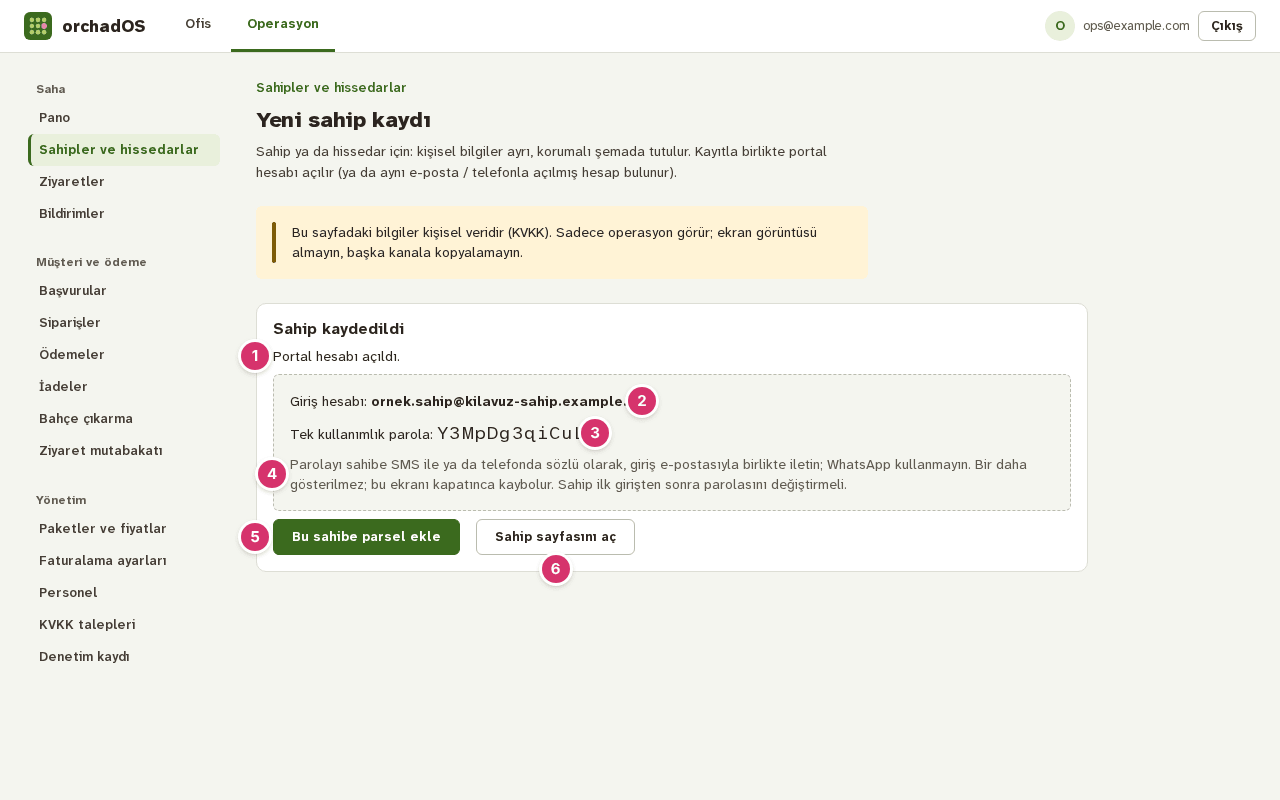 orchadOS
Ofis
Operasyon
O
ops@example.com
Çıkış
Saha
Pano
Sahipler ve hissedarlar
Ziyaretler
Bildirimler
Müşteri ve ödeme
Başvurular
Siparişler
Ödemeler
İadeler
Bahçe çıkarma
Ziyaret mutabakatı
Yönetim
Paketler ve fiyatlar
Faturalama ayarları
Personel
KVKK talepleri
Denetim kaydı
Sahipler ve hissedarlar
Yeni sahip kaydı
Sahip ya da hissedar için: kişisel bilgiler ayrı, korumalı şemada tutulur. Kayıtla birlikte portal
hesabı açılır (ya da aynı e-posta / telefonla açılmış hesap bulunur).
Bu sayfadaki bilgiler kişisel veridir (KVKK). Sadece operasyon görür; ekran görüntüsü
almayın, başka kanala kopyalamayın.
Sahip kaydedildi
1 Portal hesabı açıldı.
Giriş hesabı: ornek.sahip@kilavuz-sahip.example. 2
Tek kullanımlık parola: 3
4 Parolayı sahibe SMS ile ya da telefonda sözlü olarak, giriş e-postasıyla birlikte iletin; WhatsApp kullanmayın. Bir daha
gösterilmez; bu ekranı kapatınca kaybolur. Sahip ilk girişten sonra parolasını değiştirmeli.
5 Bu sahibe parsel ekle
Sahip sayfasını aç
6